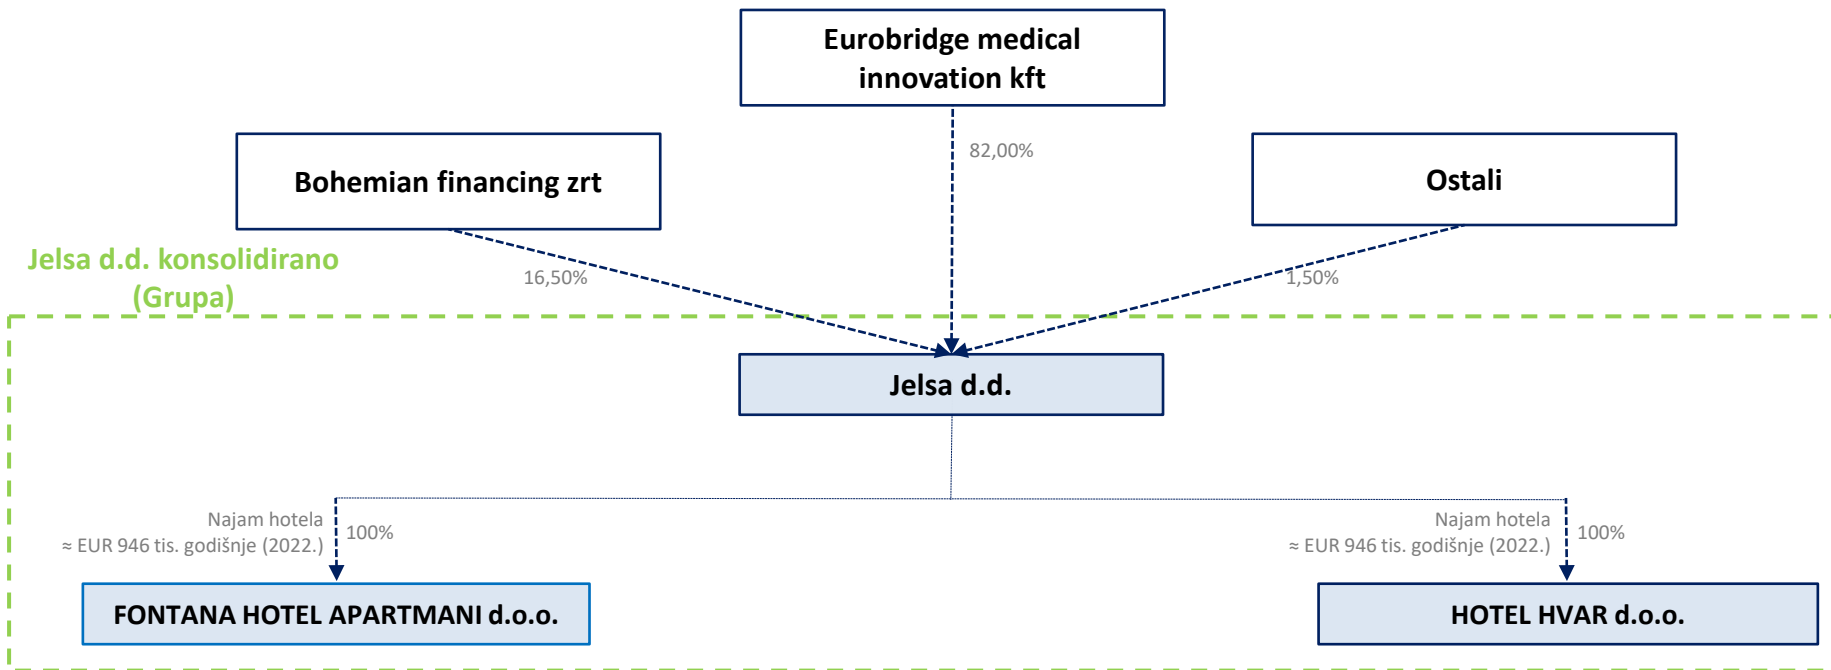 Eurobridge medical
innovation kft
82,00%
Bohemian financing zrt
Ostali
Jelsa d.d. konsolidirano
(Grupa)
16,50%
1,50%
Jelsa d.d.
Najam hotela
≈ EUR 946 tis. godišnje (2022.)
100%
Najam hotela
≈ EUR 946 tis. godišnje (2022.)
100%
FONTANA HOTEL APARTMANI d.o.o.
HOTEL HVAR d.o.o.